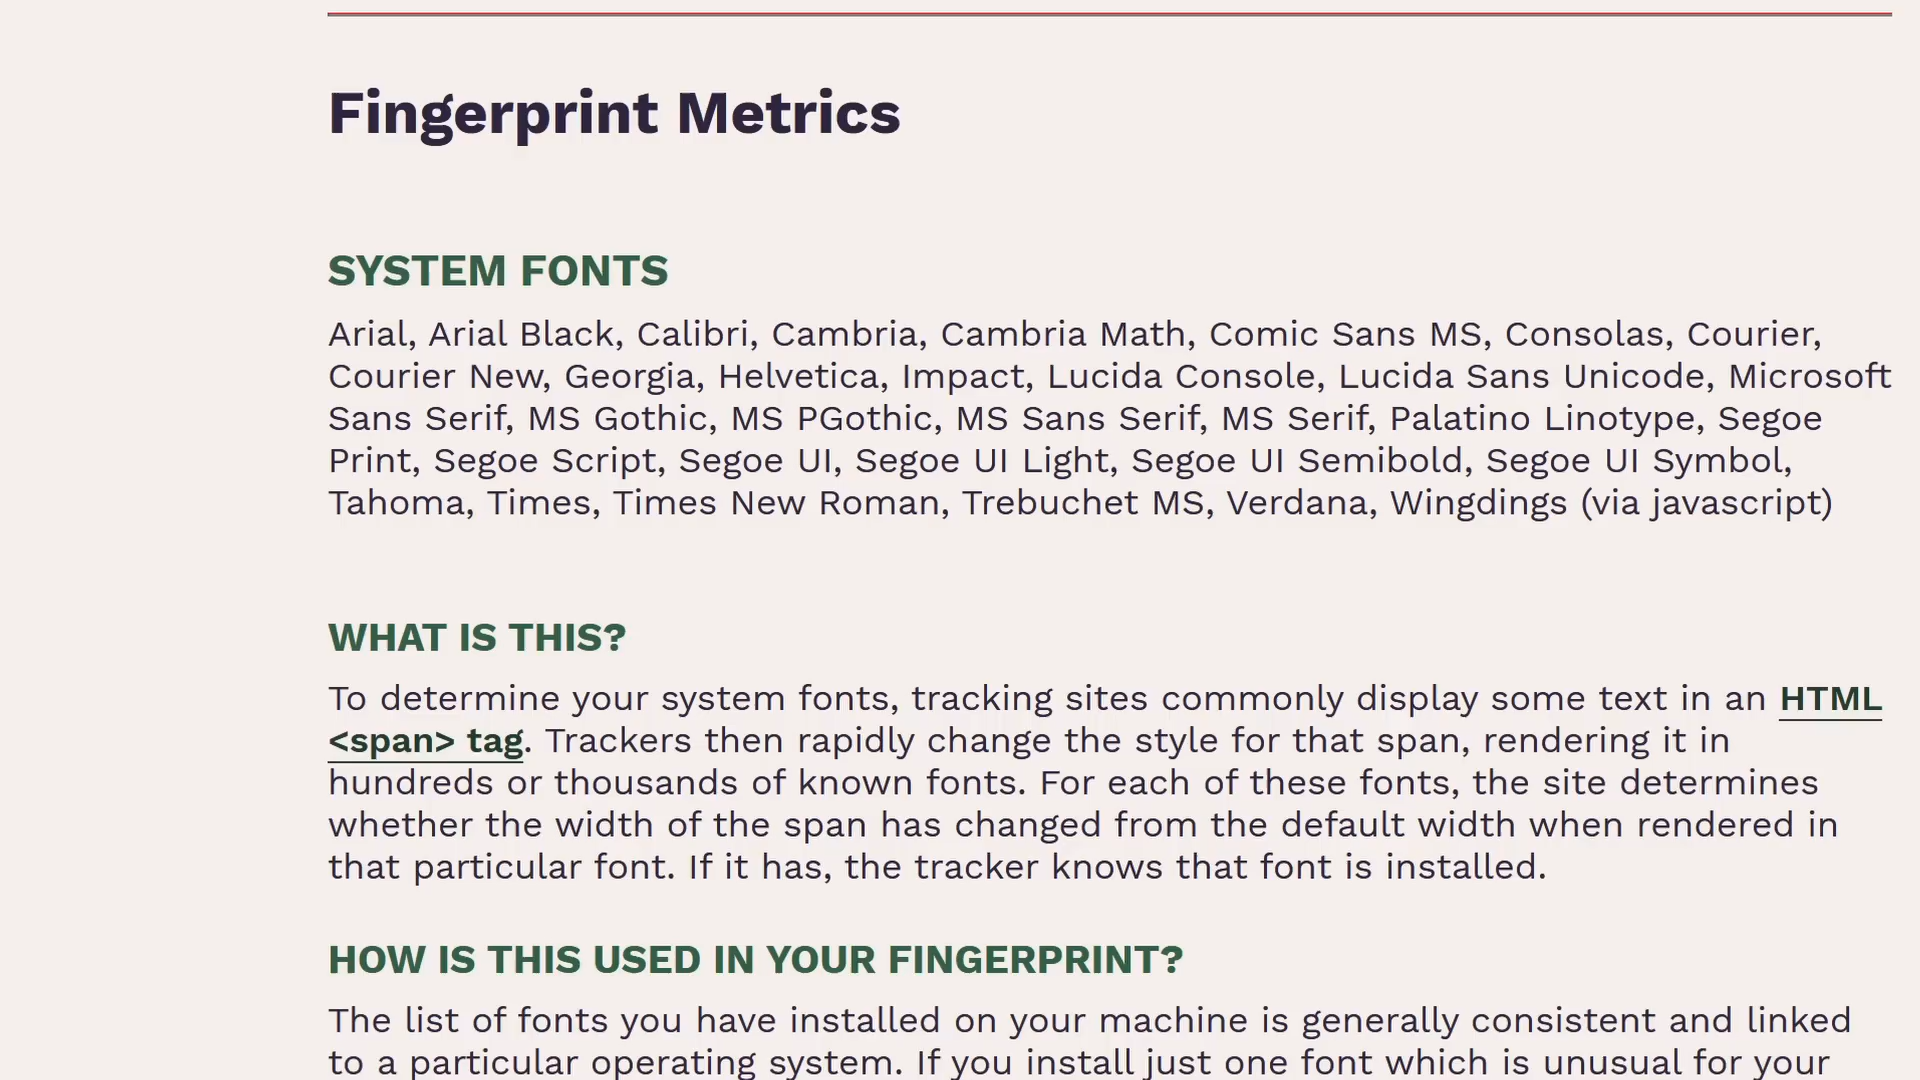 Fingerprint Metrics
SYSTEM FONTS
Arial, Arial Black, Calibri, Cambria, Cambria Math, Comic Sans MS, Consolas, Courier,
Courier New, Georgia, Helvetica, Impact, Lucida Console, Lucida Sans Unicode, Microsoft
Sans Serif, MS Gothic, MS PGothic, MS Sans Serif, MS Serif, Palatino Linotype, Segoe
Print, Segoe Script, Segoe UI, Segoe UI Light, Segoe UI Semibold, Segoe UI Symbol,
Tahoma, Times, Times New Roman, Trebuchet MS, Verdana, Wingdings (via javascript)
WHAT IS THIS?
To determine your system fonts, tracking sites commonly display some text in an HTML
<span> tag. Trackers then rapidly change the style for that span, rendering it in
hundreds or thousands of known fonts. For each of these fonts, the site determines
whether the width of the span has changed from the default width when rendered in
that particular font. If it has, the tracker knows that font is installed.
HOW IS THIS USED IN YOUR FINGERPRINT?
The list of fonts you have installed on your machine is generally consistent and linked
to a particular operating system. If you install just one font which is unusual for your